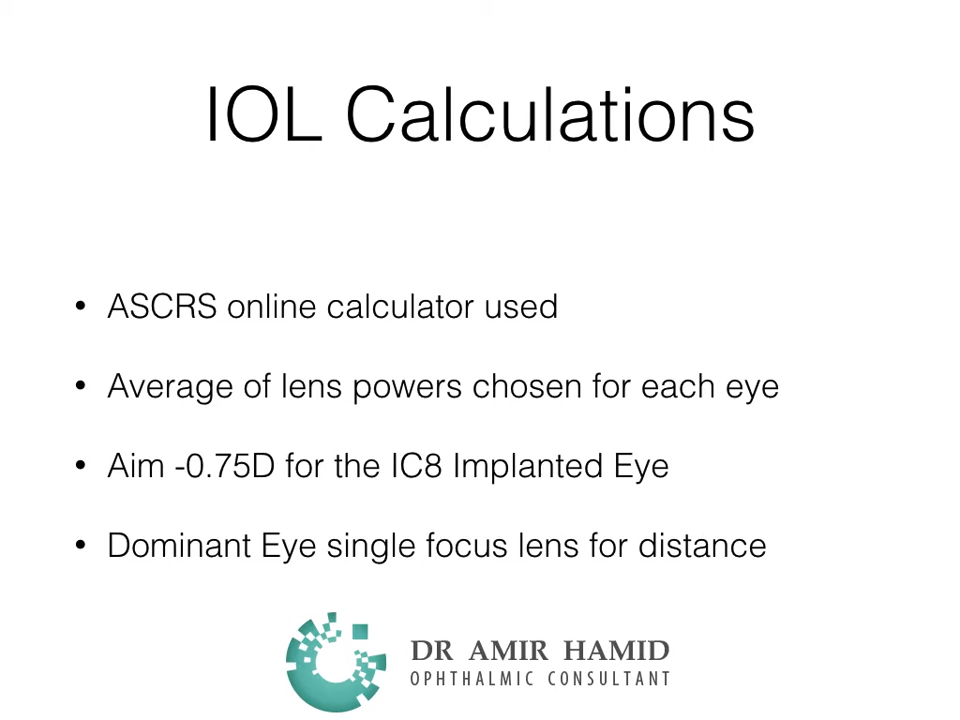 IOL Calculations
• ASCRS online calculator used
• Average of lens powers chosen for each eye
• Aim -0.75D for the IC8 Implanted Eye
• Dominant Eye single focus lens for distance
DR AMIR HAMID
OPHTHALMIC CONSULTANT